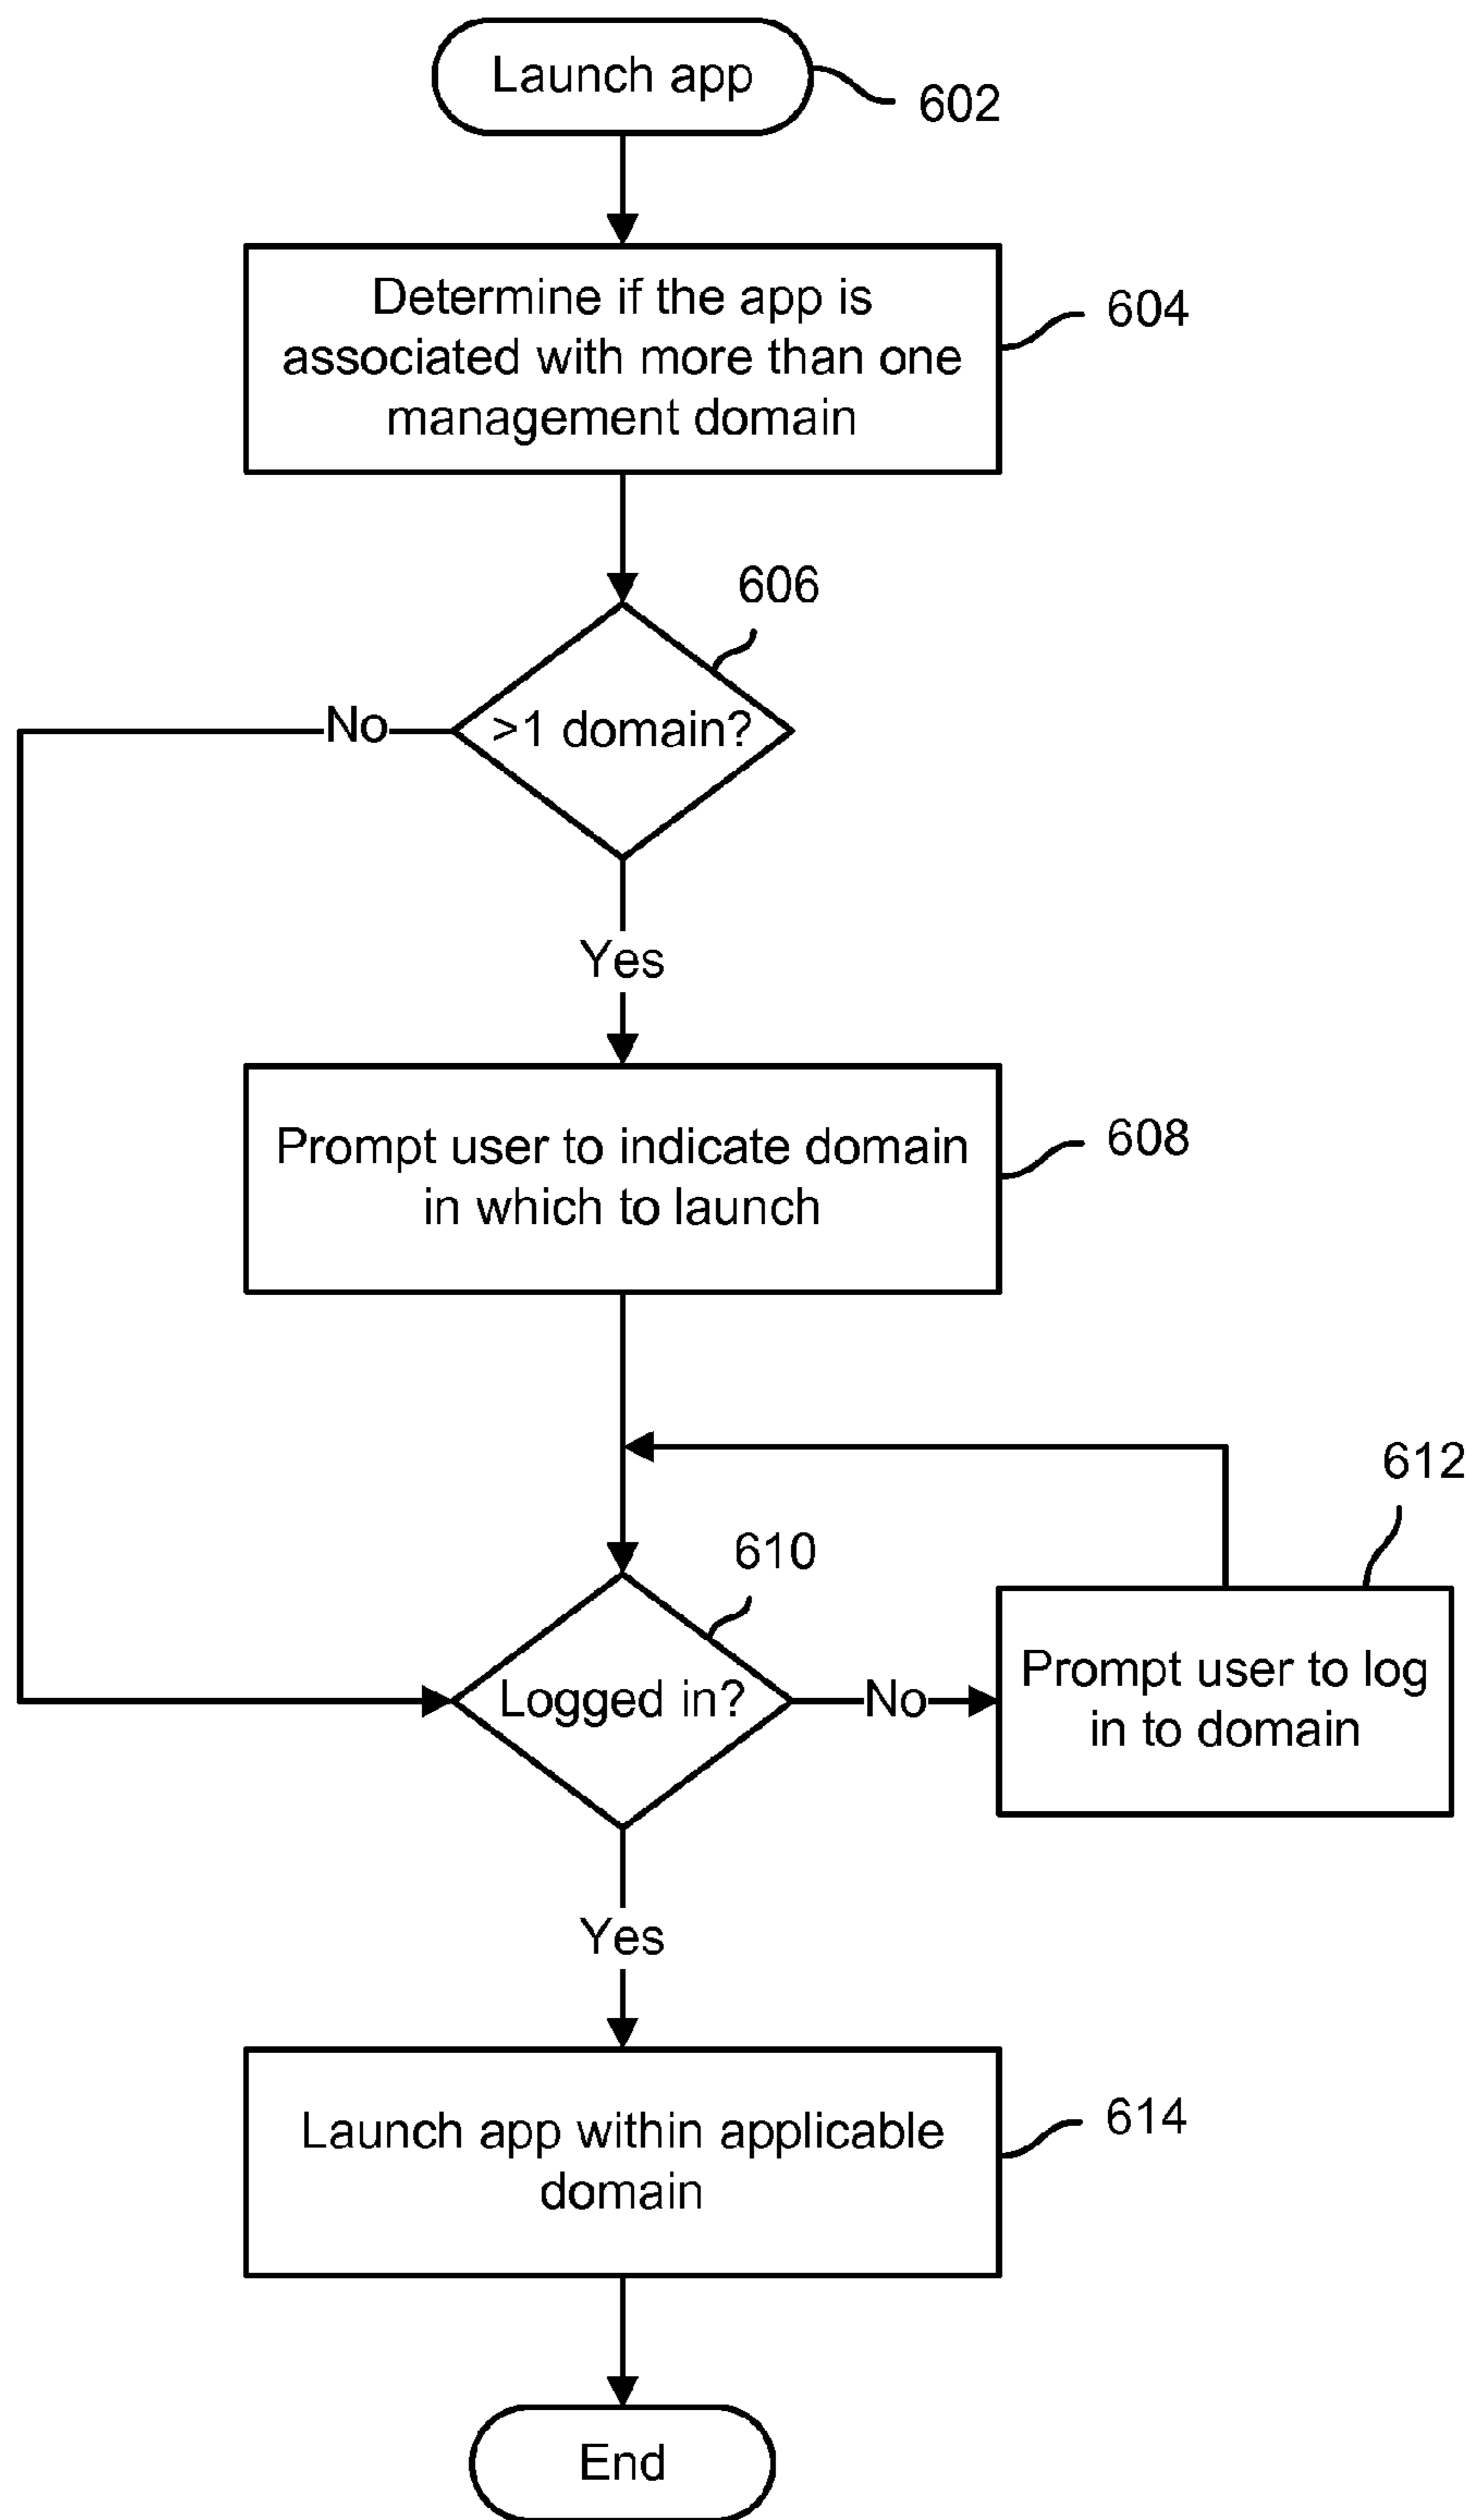 Launch app
602
Determine if the app is
associated with more than one
management domain
604
606
>1 domain?
No
Yes
Prompt user to indicate domain
in which to launch
608
610
612
Logged in?
No
Prompt user to log
in to domain
Yes
Launch app within applicable
domain
614
End